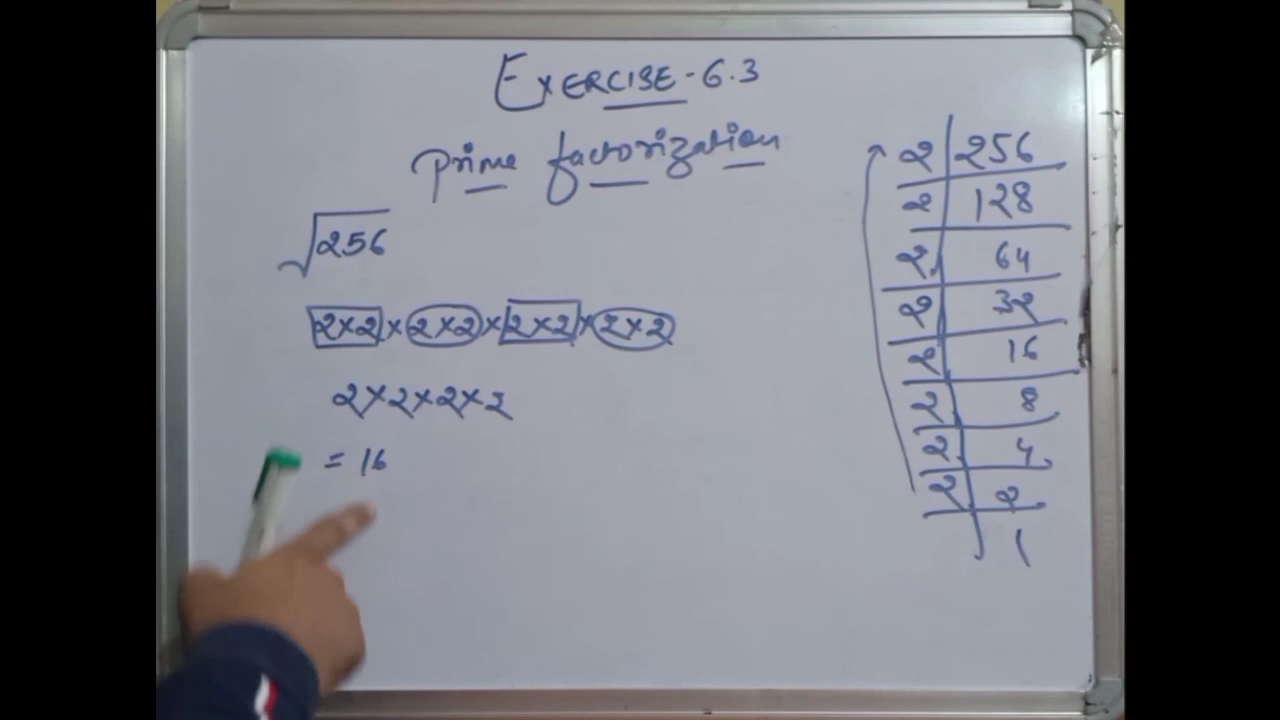 EXERCISE-6.3
Prime factorization
√256
2×2×2×2×2×2×2×2
2×2×2×2
= 16
2 | 256
2 | 128
2 | 64
2 | 32
2 | 16
2 | 8
2 | 4
2 | 2
| 1